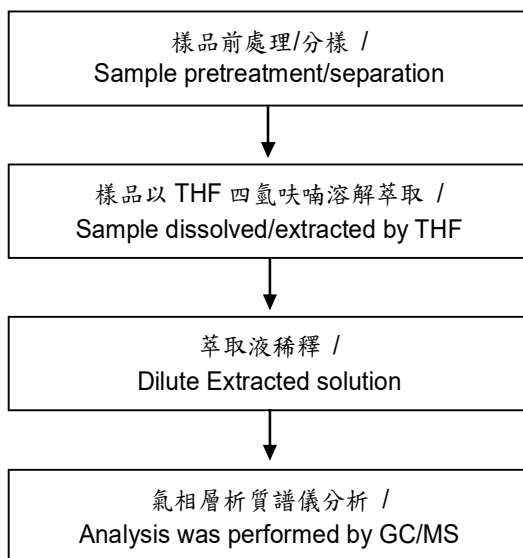 樣品前處理/分樣 /
Sample pretreatment/separation
樣品以 THF 四氫呋喃溶解萃取 /
Sample dissolved/extracted by THF
萃取液稀釋 /
Dilute Extracted solution
氣相層析質譜儀分析 /
Analysis was performed by GC/MS